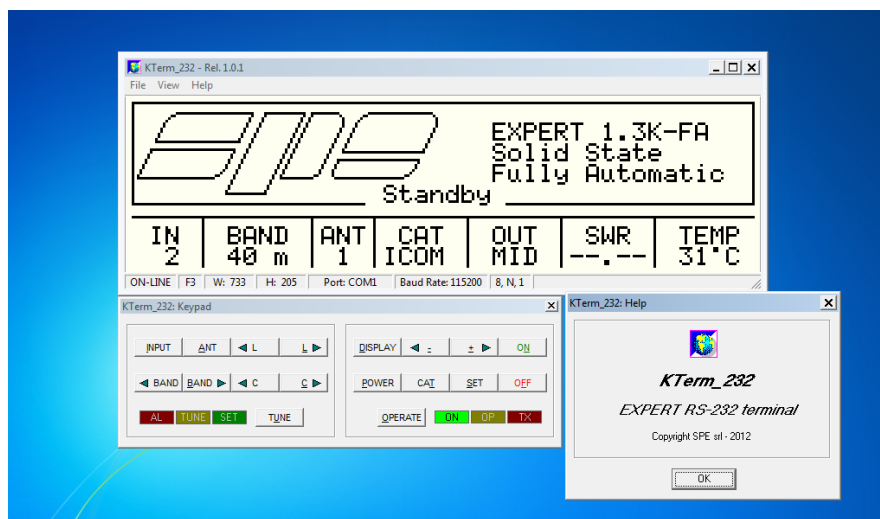 KTerm_232 - Rel. 1.0.1
File View Help
spe
EXPERT 1.3K-FA
Solid State
Fully Automatic
Standby
IN BAND ANT CAT OUT SWR TEMP
2 40 m 1 ICOM MID --.-- 31°C
ON-LINE F3 W: 733 H: 205 Port: COM1 Baud Rate: 115200 8, N, 1
KTerm_232: Keypad
INPUT ANT ◄ L L ► DISPLAY ◄ - + ► ON
◄ BAND BAND ► ◄ C C ► POWER CAT SET OFF
AL TUNE SET TUNE OPERATE ON OP TX
KTerm_232: Help
KTerm_232
EXPERT RS-232 terminal
Copyright SPE srl - 2012
OK